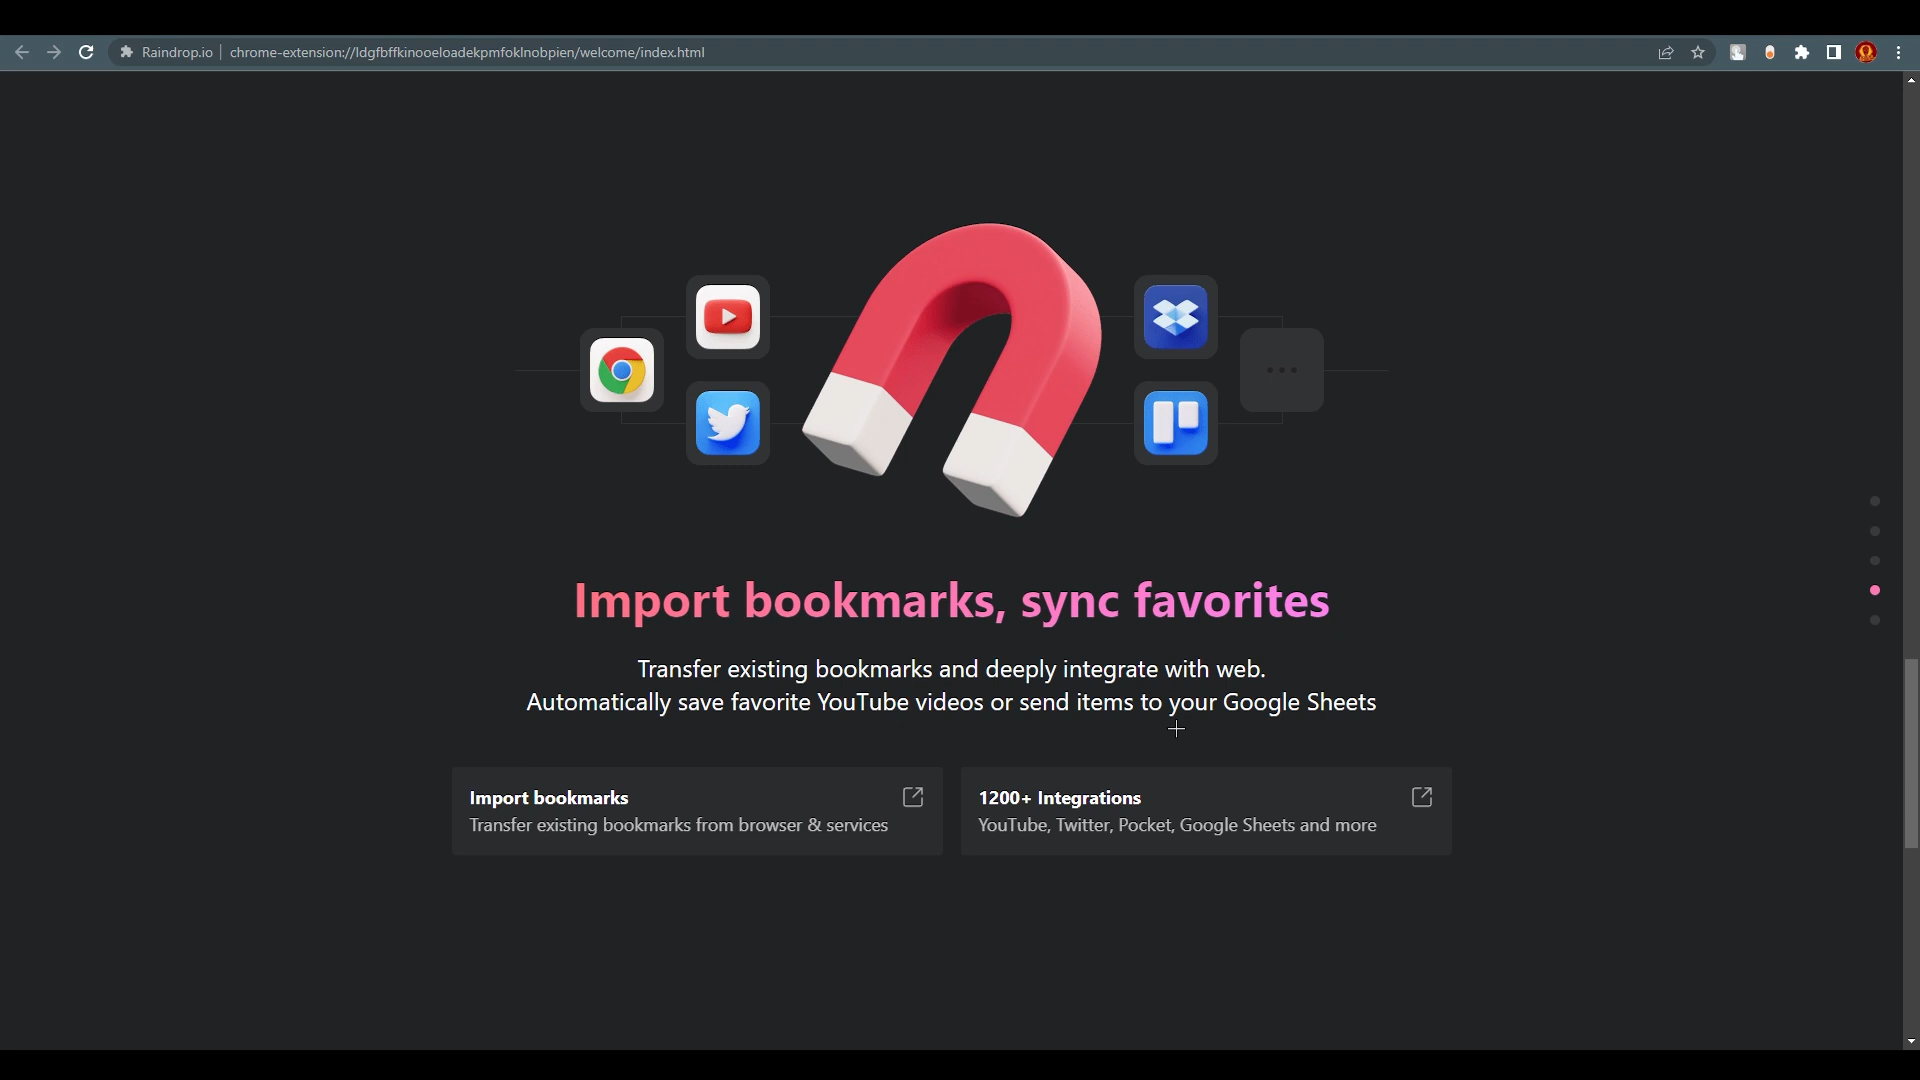 Raindrop.io | chrome-extension://ldgfbffkinooeloadekpmfoklnobpien/welcome/index.html
Import bookmarks, sync favorites
Transfer existing bookmarks and deeply integrate with web.
Automatically save favorite YouTube videos or send items to your Google Sheets
Import bookmarks
Transfer existing bookmarks from browser & services
1200+ Integrations
YouTube, Twitter, Pocket, Google Sheets and more